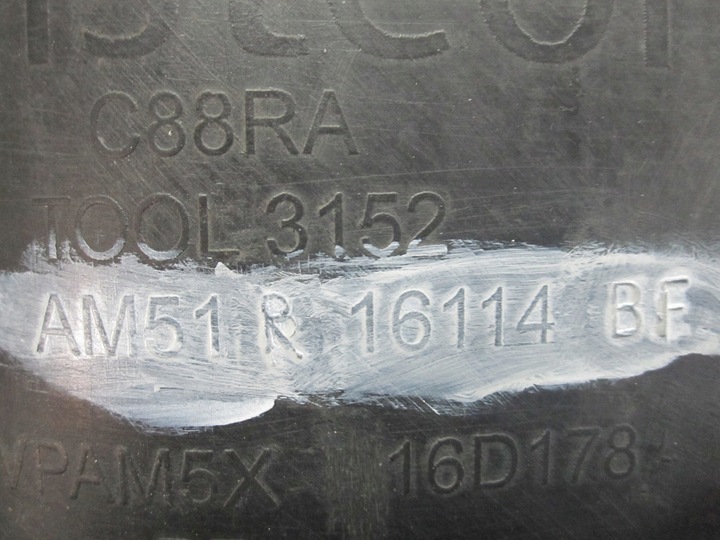 C88RA
TOOL 3152
AM51 R 16114 BF
VPAM5X 16D178